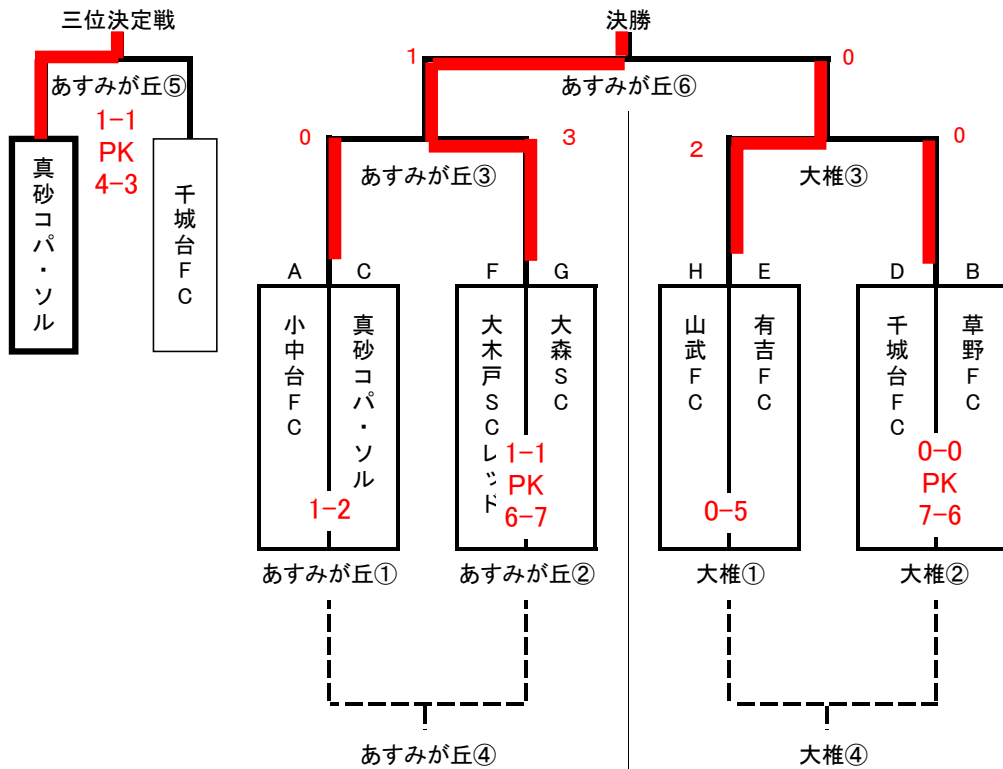 三位決定戦
決勝
1
0
あすみが丘⑤
あすみが丘⑥
1-1
PK
4-3
0
3
2
0
真砂コパ・ソル
千城台FC
あすみが丘③
大椎③
A
C
F
G
H
E
D
B
小中台FC
真砂コパ・ソル
大木戸SCレッド
大森SC
山武FC
有吉FC
千城台FC
草野FC
1-2
1-1
PK
6-7
0-5
0-0
PK
7-6
あすみが丘①
あすみが丘②
大椎①
大椎②
あすみが丘④
大椎④